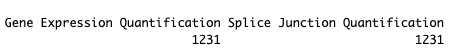 Gene Expression Quantification Splice Junction Quantification
1231 1231